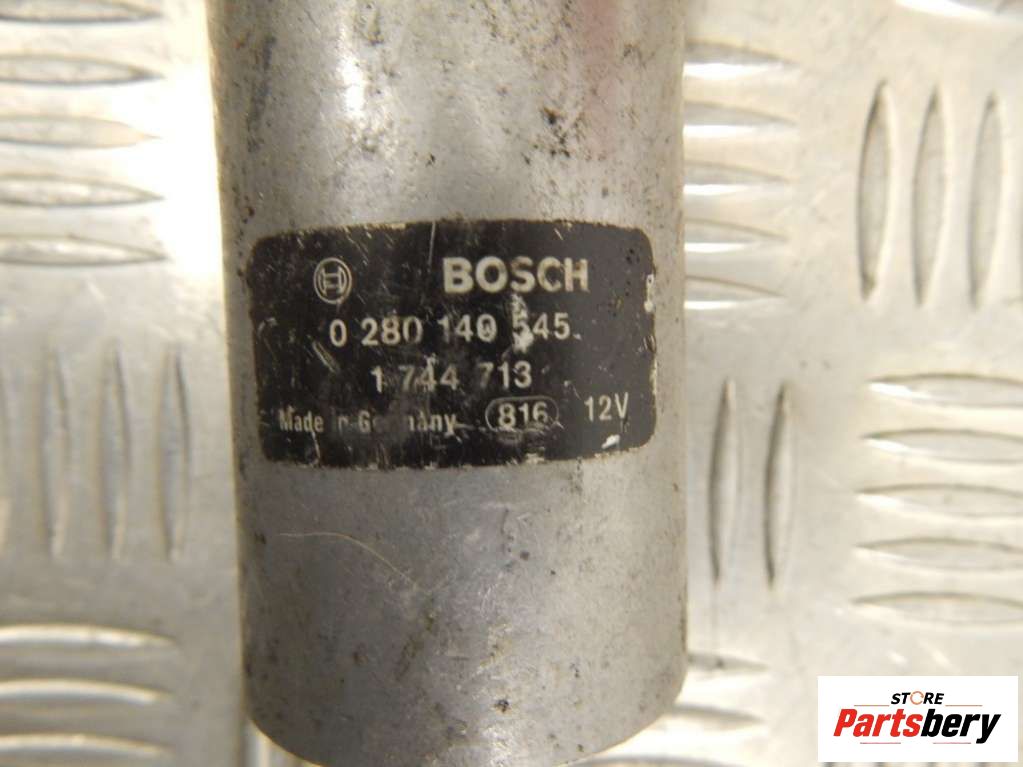 BOSCH
0 280 140 545
1 744 713
Made in Germany 816 12V
STORE
Partsbery